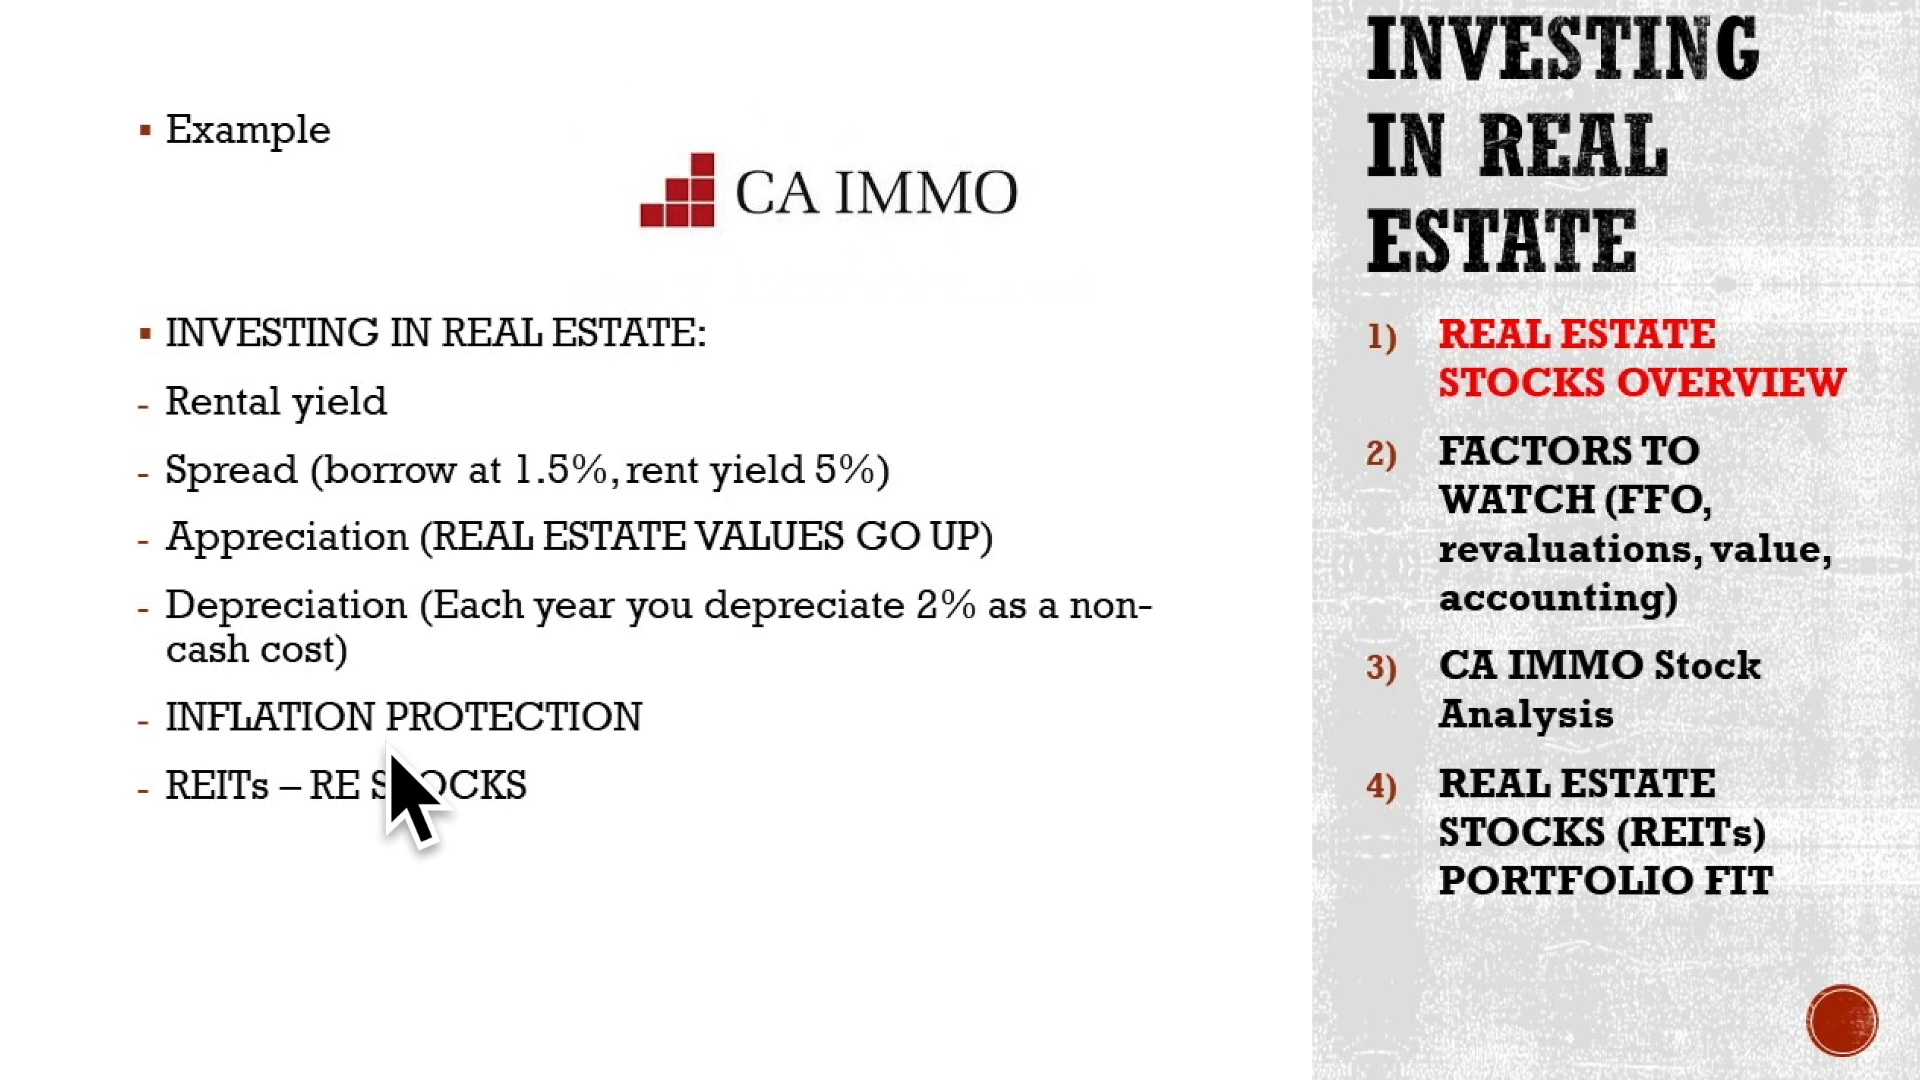 Example
CA IMMO
INVESTING IN REAL ESTATE:
- Rental yield
- Spread (borrow at 1.5%, rent yield 5%)
- Appreciation (REAL ESTATE VALUES GO UP)
- Depreciation (Each year you depreciate 2% as a non-
cash cost)
- INFLATION PROTECTION
- REITs – RE STOCKS
INVESTING
IN REAL
ESTATE
1) REAL ESTATE
STOCKS OVERVIEW
2) FACTORS TO
WATCH (FFO,
revaluations, value,
accounting)
3) CA IMMO Stock
Analysis
4) REAL ESTATE
STOCKS (REITs)
PORTFOLIO FIT